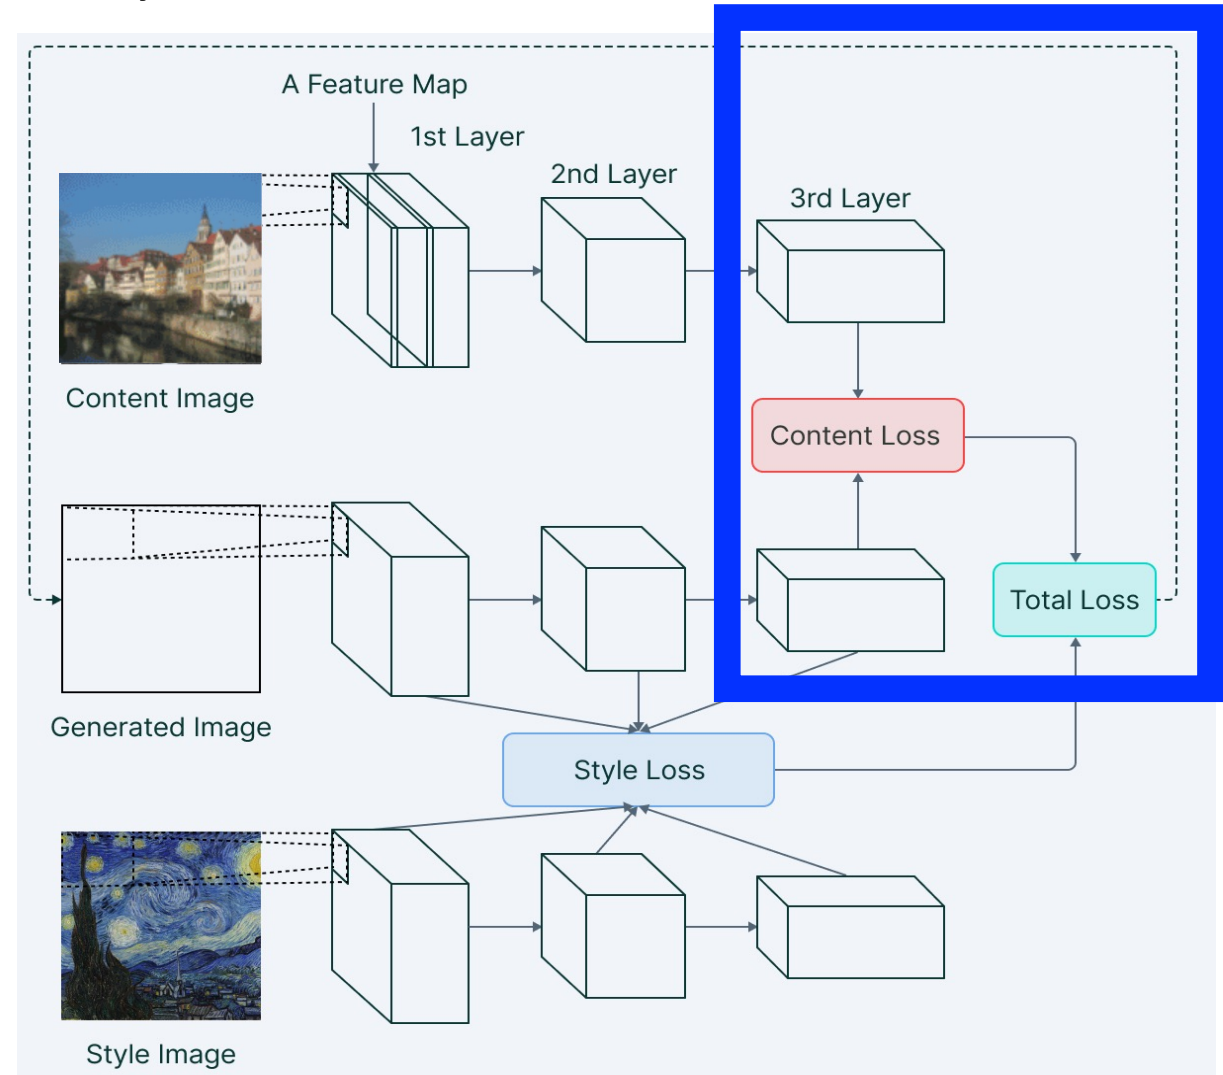 A Feature Map
1st Layer
2nd Layer
3rd Layer
Content Image
Content Loss
Total Loss
Generated Image
Style Loss
Style Image